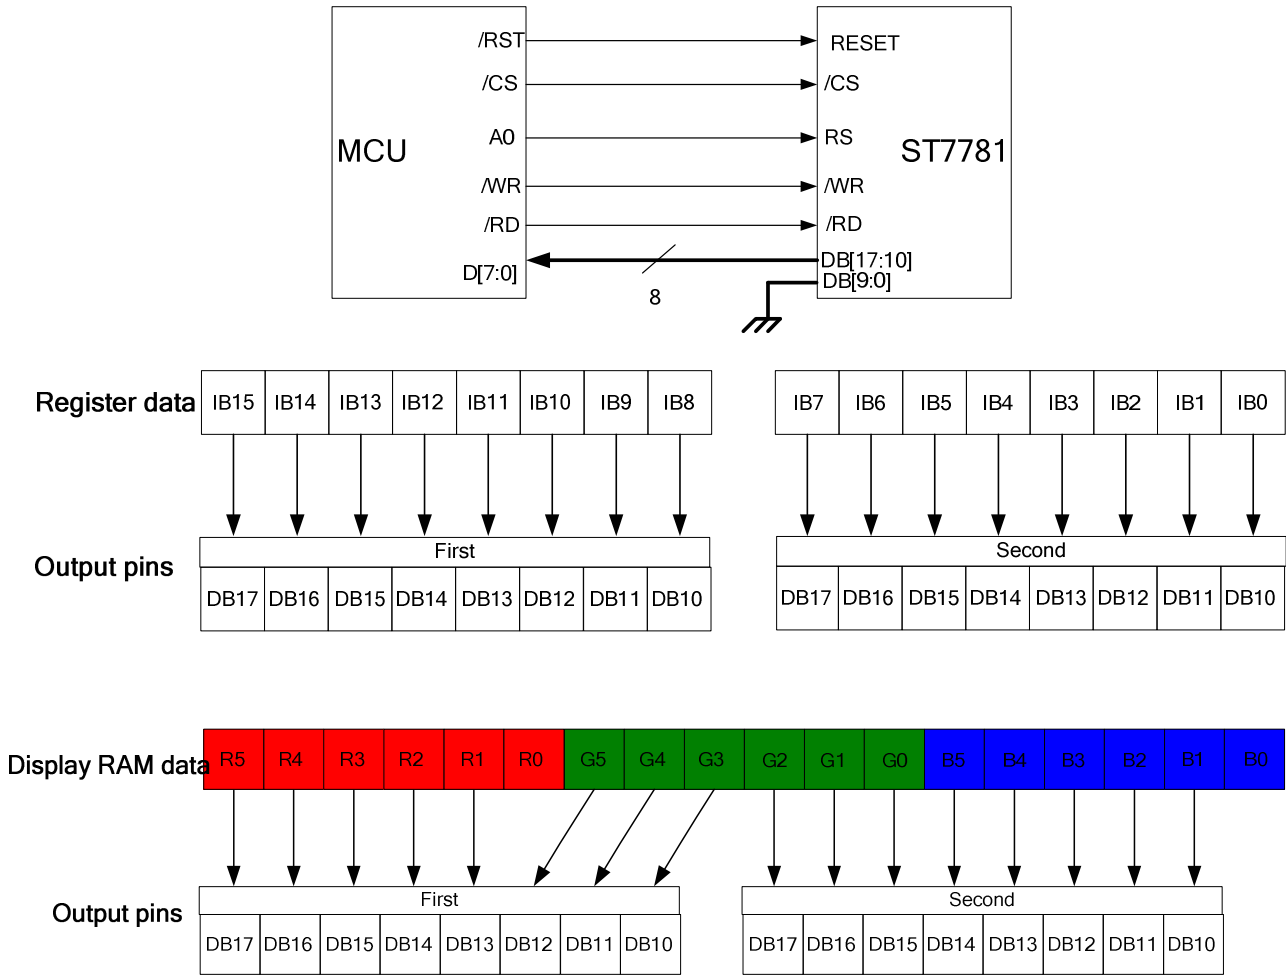 /RST RESET
/CS /CS
A0 RS
MCU ST7781
/WR /WR
/RD /RD
D[7:0] DB[17:10]
DB[9:0]
8
Register data IB15 IB14 IB13 IB12 IB11 IB10 IB9 IB8 IB7 IB6 IB5 IB4 IB3 IB2 IB1 IB0
First Second
Output pins
DB17 DB16 DB15 DB14 DB13 DB12 DB11 DB10 DB17 DB16 DB15 DB14 DB13 DB12 DB11 DB10
Display RAM data R5 R4 R3 R2 R1 R0 G5 G4 G3 G2 G1 G0 B5 B4 B3 B2 B1 B0
First Second
Output pins
DB17 DB16 DB15 DB14 DB13 DB12 DB11 DB10 DB17 DB16 DB15 DB14 DB13 DB12 DB11 DB10